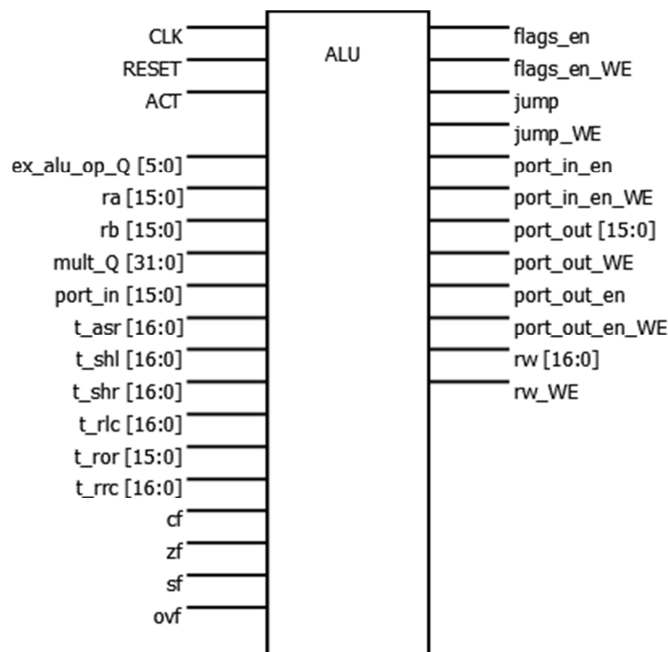 CLK
RESET
ACT
ex_alu_op_Q [5:0]
ra [15:0]
rb [15:0]
mult_Q [31:0]
port_in [15:0]
t_asr [16:0]
t_shl [16:0]
t_shr [16:0]
t_rlc [16:0]
t_ror [15:0]
t_rrc [16:0]
cf
zf
sf
ovf
ALU
flags_en
flags_en_WE
jump
jump_WE
port_in_en
port_in_en_WE
port_out [15:0]
port_out_WE
port_out_en
port_out_en_WE
rw [16:0]
rw_WE